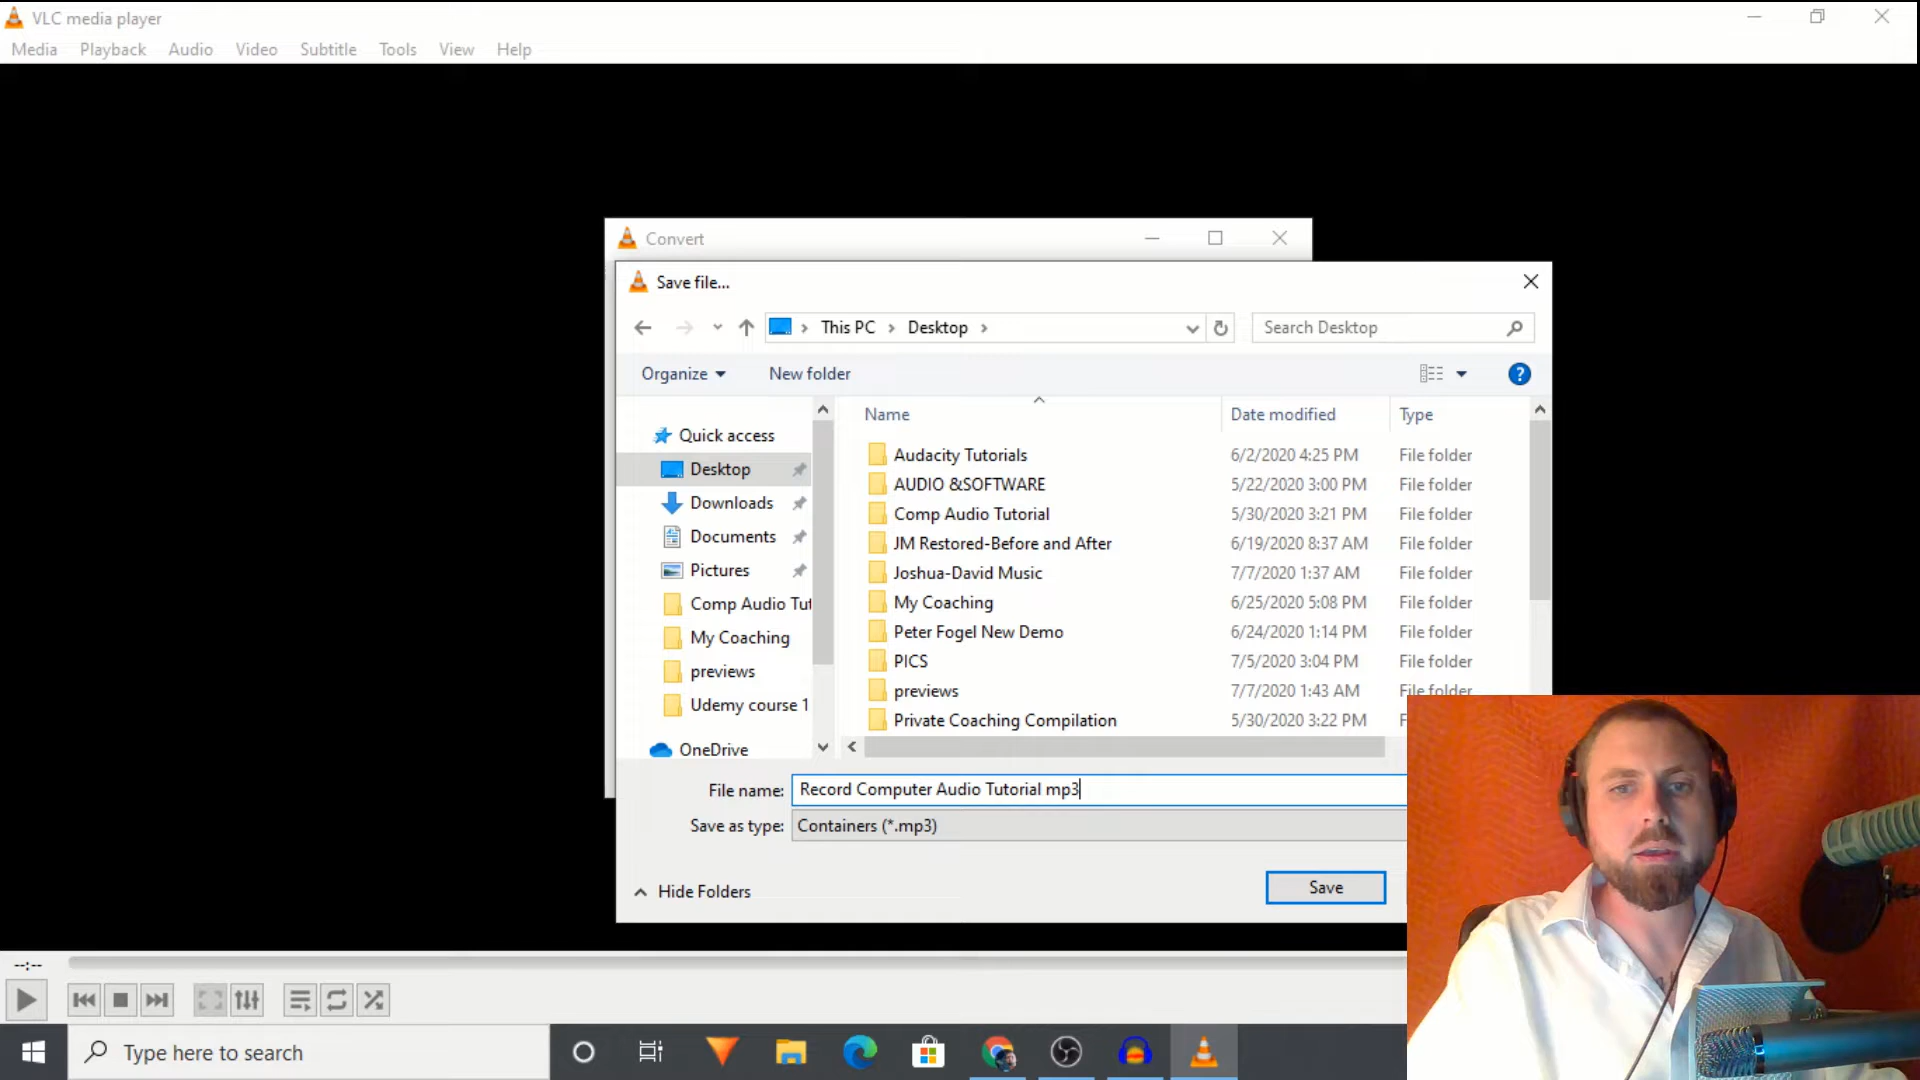 VLC media player
Media Playback Audio Video Subtitle Tools View Help
Convert
Save file...
This PC Desktop
Search Desktop
Organize New folder
Name Date modified Type
Quick access
Desktop
Downloads
Documents
Pictures
Comp Audio Tut
My Coaching
previews
Udemy course 1
OneDrive
Audacity Tutorials 6/2/2020 4:25 PM File folder
AUDIO &SOFTWARE 5/22/2020 3:00 PM File folder
Comp Audio Tutorial 5/30/2020 3:21 PM File folder
JM Restored-Before and After 6/19/2020 8:37 AM File folder
Joshua-David Music 7/7/2020 1:37 AM File folder
My Coaching 6/25/2020 5:08 PM File folder
Peter Fogel New Demo 6/24/2020 1:14 PM File folder
PICS 7/5/2020 3:04 PM File folder
previews 7/7/2020 1:43 AM File folder
Private Coaching Compilation 5/30/2020 3:22 PM
File name: Record Computer Audio Tutorial mp3
Save as type: Containers (*.mp3)
Hide Folders
Save
--:--
Type here to search